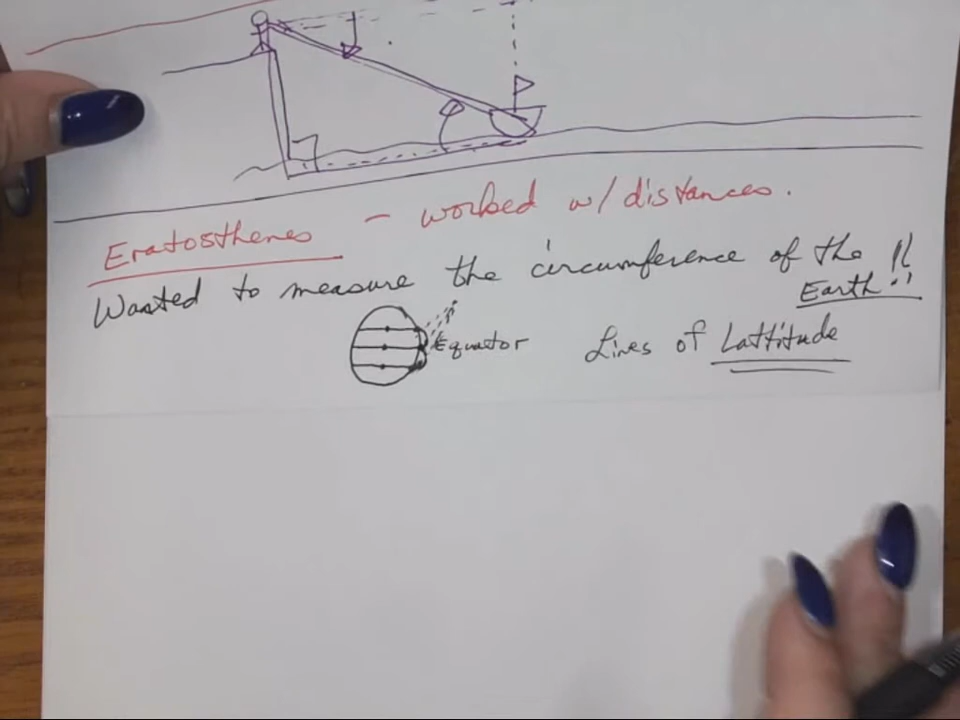 Eratosthenes - worked w/ distances.
Wanted to measure the circumference of the
Earth!!
Equator
Lines of Lattitude